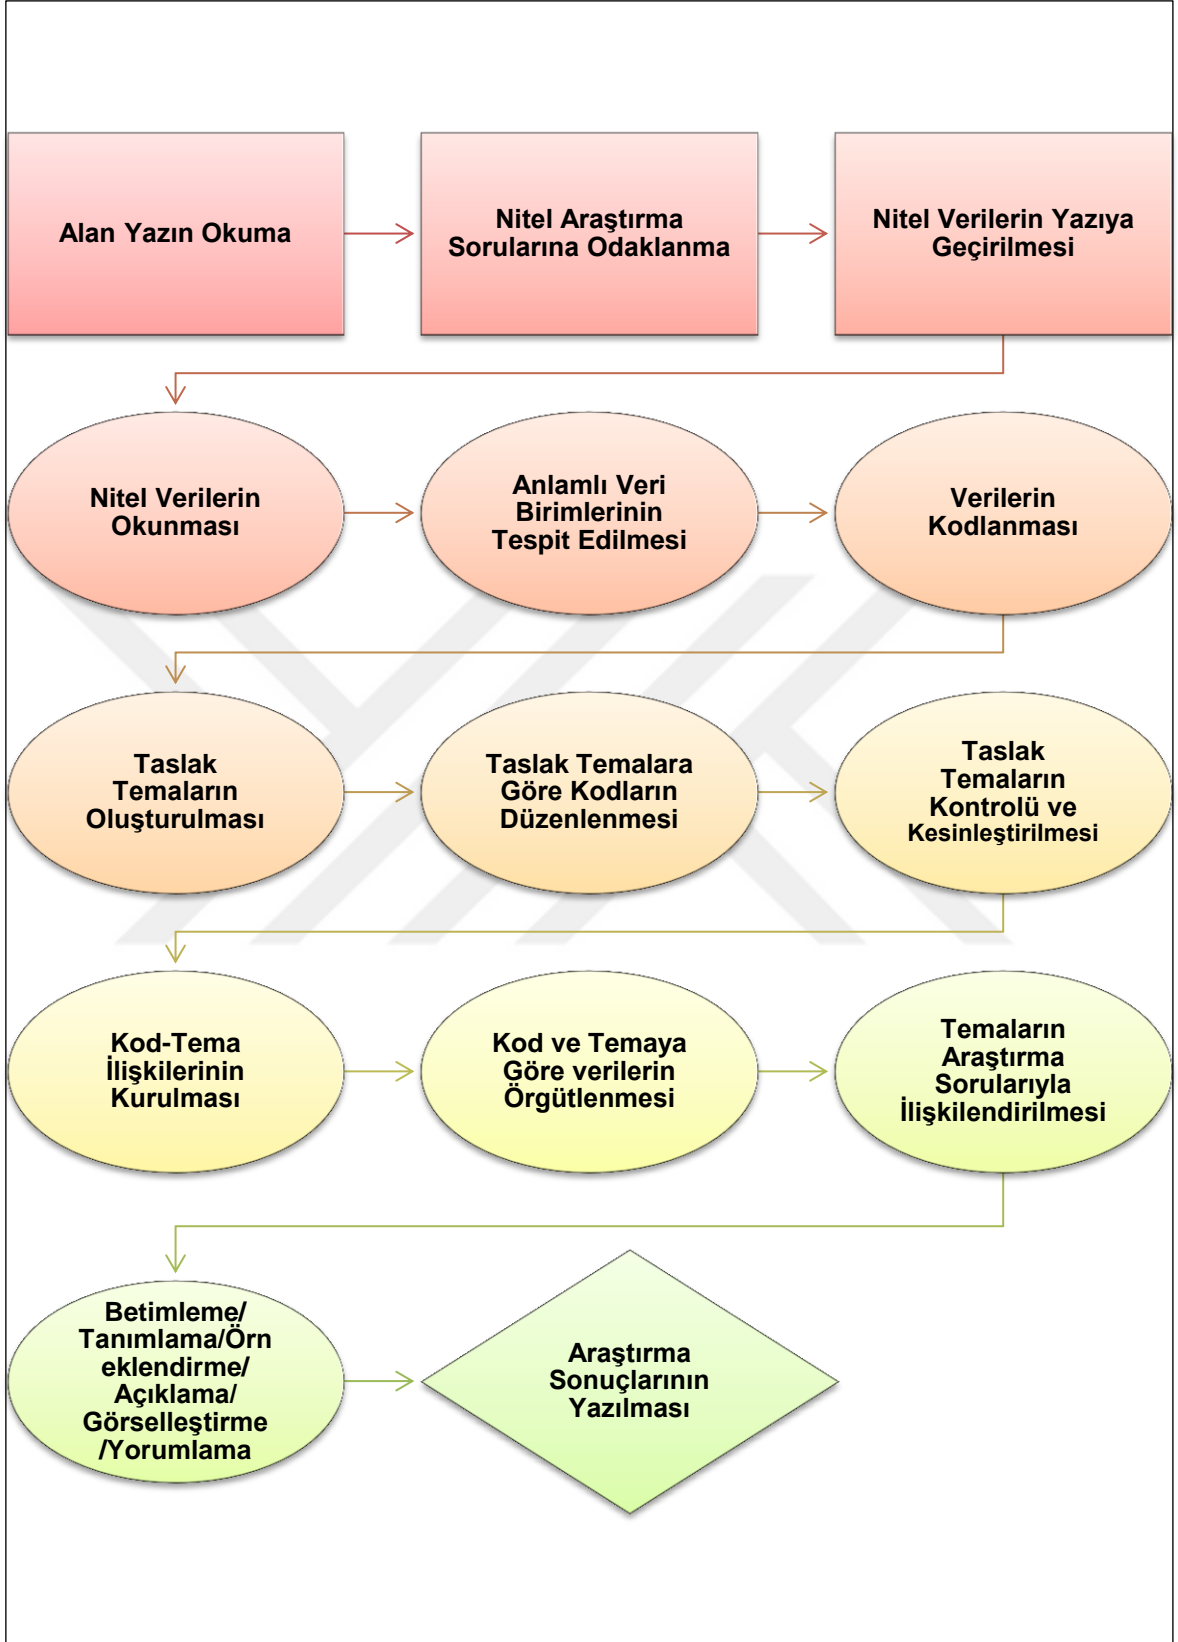 Alan Yazın Okuma
Nitel Araştırma
Sorularına Odaklanma
Nitel Verilerin Yazıya
Geçirilmesi
Nitel Verilerin
Okunması
Anlamlı Veri
Birimlerinin
Tespit Edilmesi
Verilerin
Kodlanması
Taslak
Temaların
Oluşturulması
Taslak Temalara
Göre Kodların
Düzenlenmesi
Taslak
Temaların
Kontrolü ve
Kesinleştirilmesi
Kod-Tema
İlişkilerinin
Kurulması
Kod ve Temaya
Göre verilerin
Örgütlenmesi
Temaların
Araştırma
Sorularıyla
İlişkilendirilmesi
Betimleme/
Tanımlama/Örn
eklendirme/
Açıklama/
Görselleştirme
/Yorumlama
Araştırma
Sonuçlarının
Yazılması